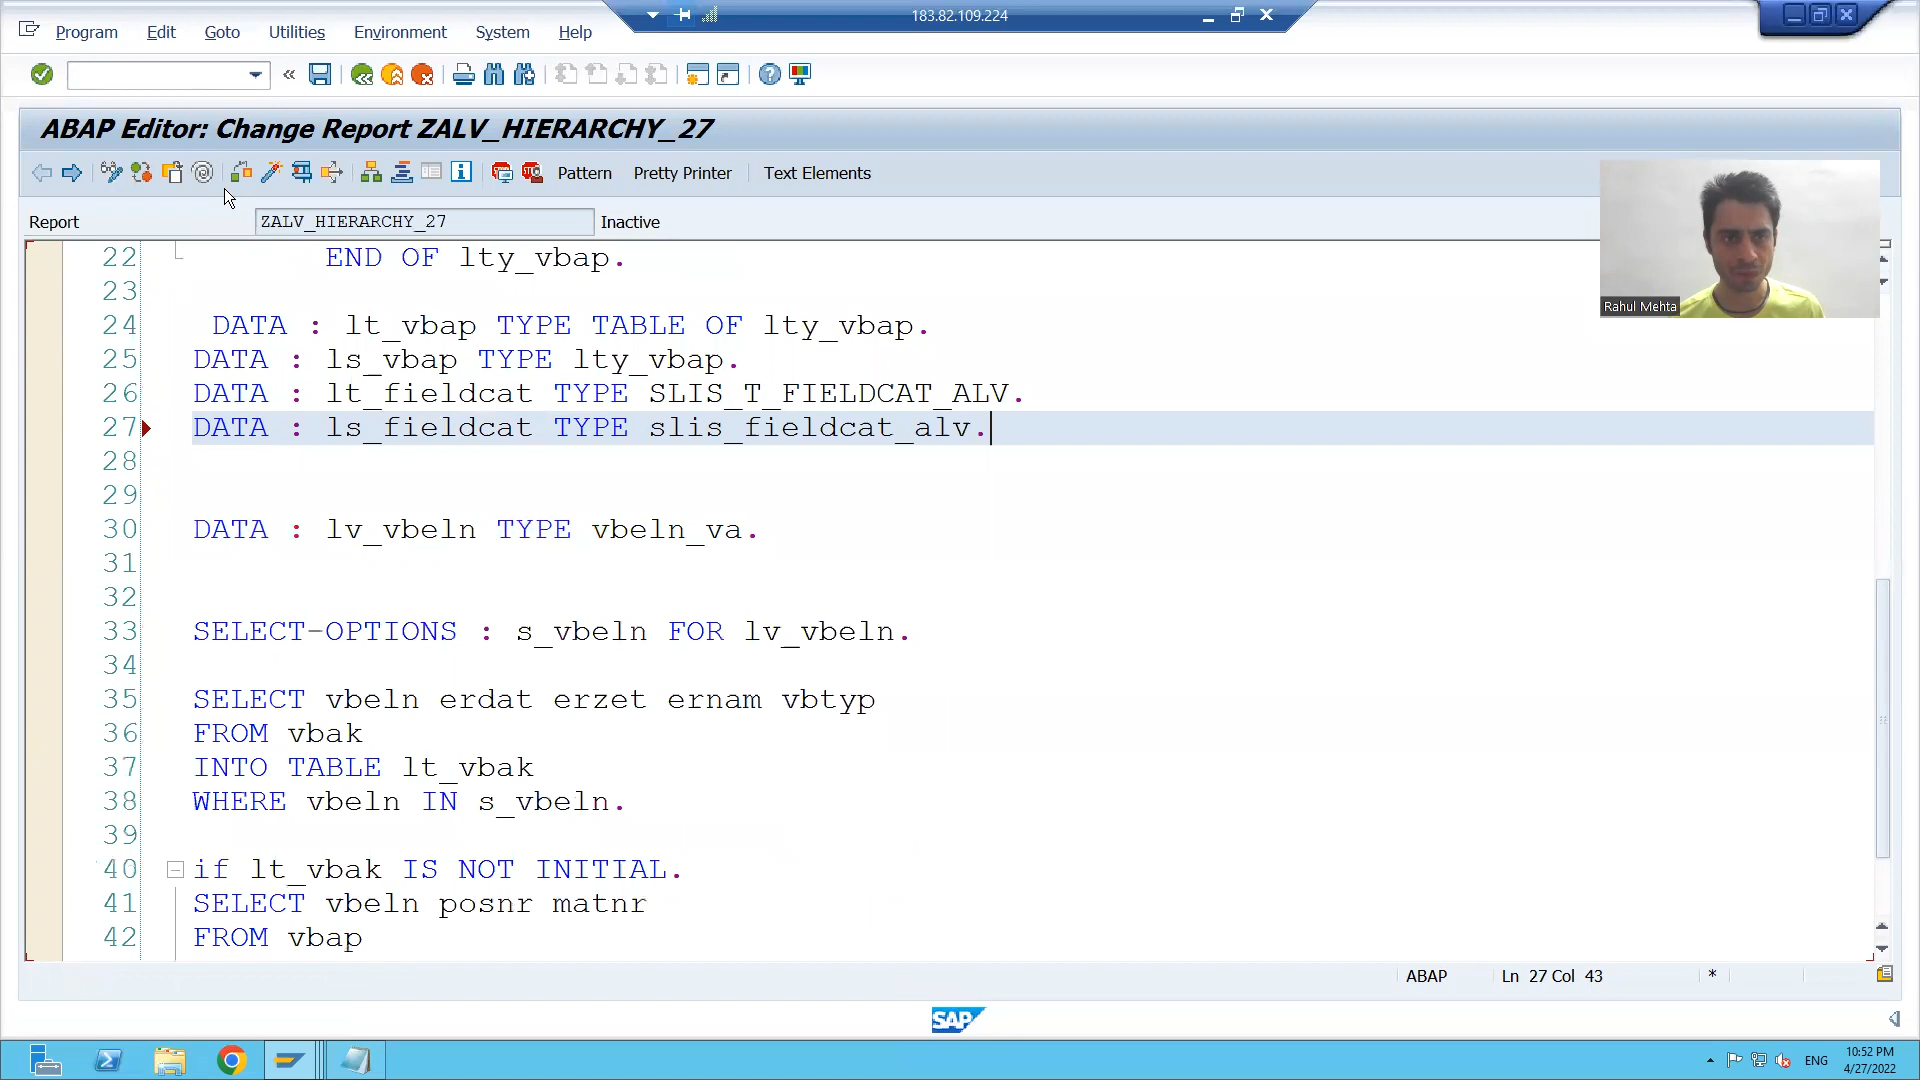 183.82.109.224
Program Edit Goto Utilities Environment System Help
ABAP Editor: Change Report ZALV_HIERARCHY_27
Pattern Pretty Printer Text Elements
Report ZALV_HIERARCHY_27 Inactive
Rahul Mehta
22 END OF lty_vbap.
23
24 DATA : lt_vbap TYPE TABLE OF lty_vbap.
25 DATA : ls_vbap TYPE lty_vbap.
26 DATA : lt_fieldcat TYPE SLIS_T_FIELDCAT_ALV.
27 DATA : ls_fieldcat TYPE slis_fieldcat_alv.
28
29
30 DATA : lv_vbeln TYPE vbeln_va.
31
32
33 SELECT-OPTIONS : s_vbeln FOR lv_vbeln.
34
35 SELECT vbeln erdat erzet ernam vbtyp
36 FROM vbak
37 INTO TABLE lt_vbak
38 WHERE vbeln IN s_vbeln.
39
40 if lt_vbak IS NOT INITIAL.
41 SELECT vbeln posnr matnr
42 FROM vbap
ABAP Ln 27 Col 43 *
SAP
ENG 10:52 PM
4/27/2022